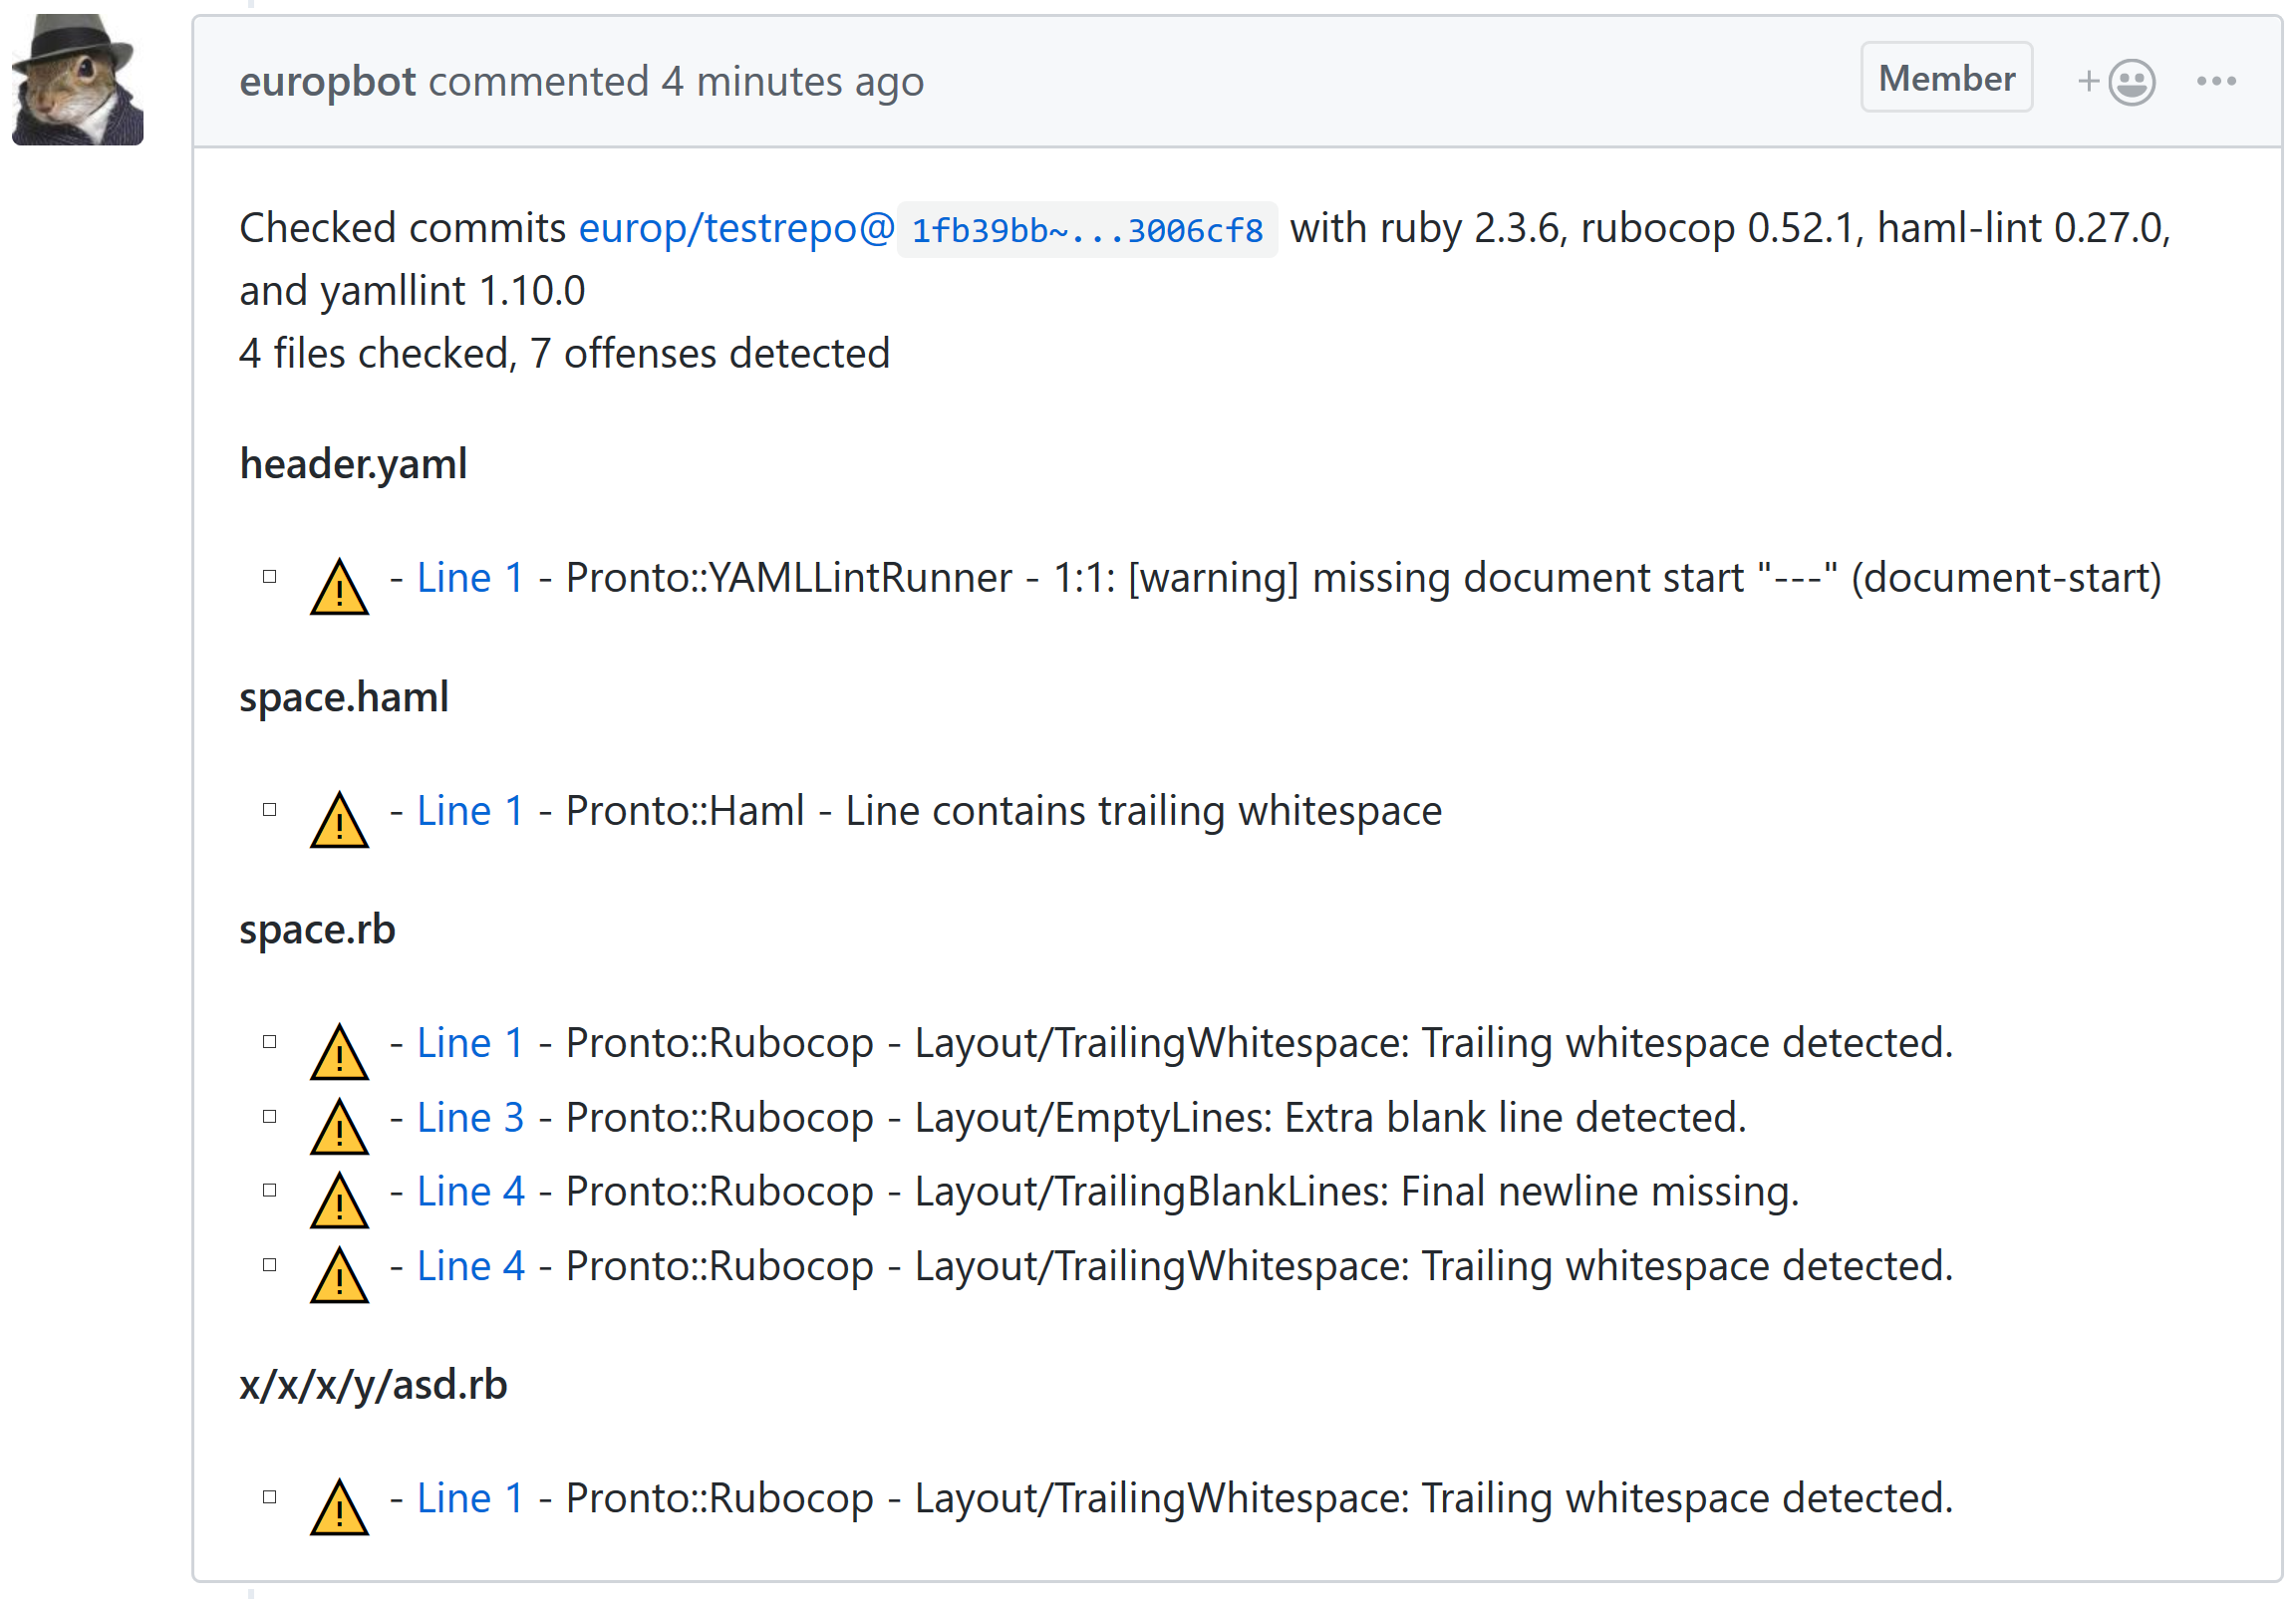 europbot commented 4 minutes ago Member
Checked commits europ/testrepo@1fb39bb~...3006cf8 with ruby 2.3.6, rubocop 0.52.1, haml-lint 0.27.0,
and yamllint 1.10.0
4 files checked, 7 offenses detected
header.yaml
- Line 1 - Pronto::YAMLLintRunner - 1:1: [warning] missing document start "---" (document-start)
space.haml
- Line 1 - Pronto::Haml - Line contains trailing whitespace
space.rb
- Line 1 - Pronto::Rubocop - Layout/TrailingWhitespace: Trailing whitespace detected.
- Line 3 - Pronto::Rubocop - Layout/EmptyLines: Extra blank line detected.
- Line 4 - Pronto::Rubocop - Layout/TrailingBlankLines: Final newline missing.
- Line 4 - Pronto::Rubocop - Layout/TrailingWhitespace: Trailing whitespace detected.
x/x/x/y/asd.rb
- Line 1 - Pronto::Rubocop - Layout/TrailingWhitespace: Trailing whitespace detected.